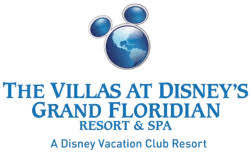 THE VILLAS AT DISNEY'S
GRAND FLORIDIAN
RESORT & SPA
A Disney Vacation Club Resort